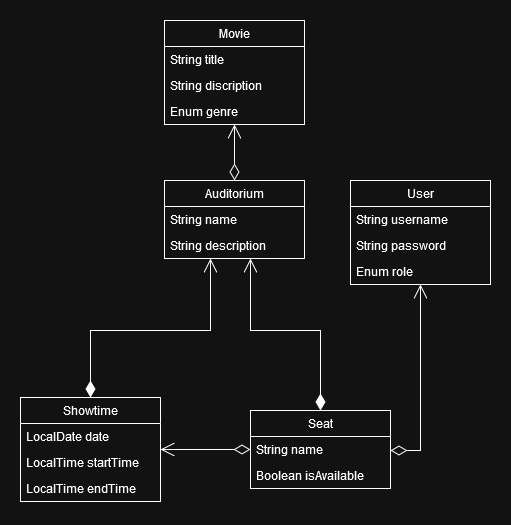 Movie
String title
String discription
Enum genre
Auditorium
String name
String description
User
String username
String password
Enum role
Showtime
LocalDate date
LocalTime startTime
LocalTime endTime
Seat
String name
Boolean isAvailable